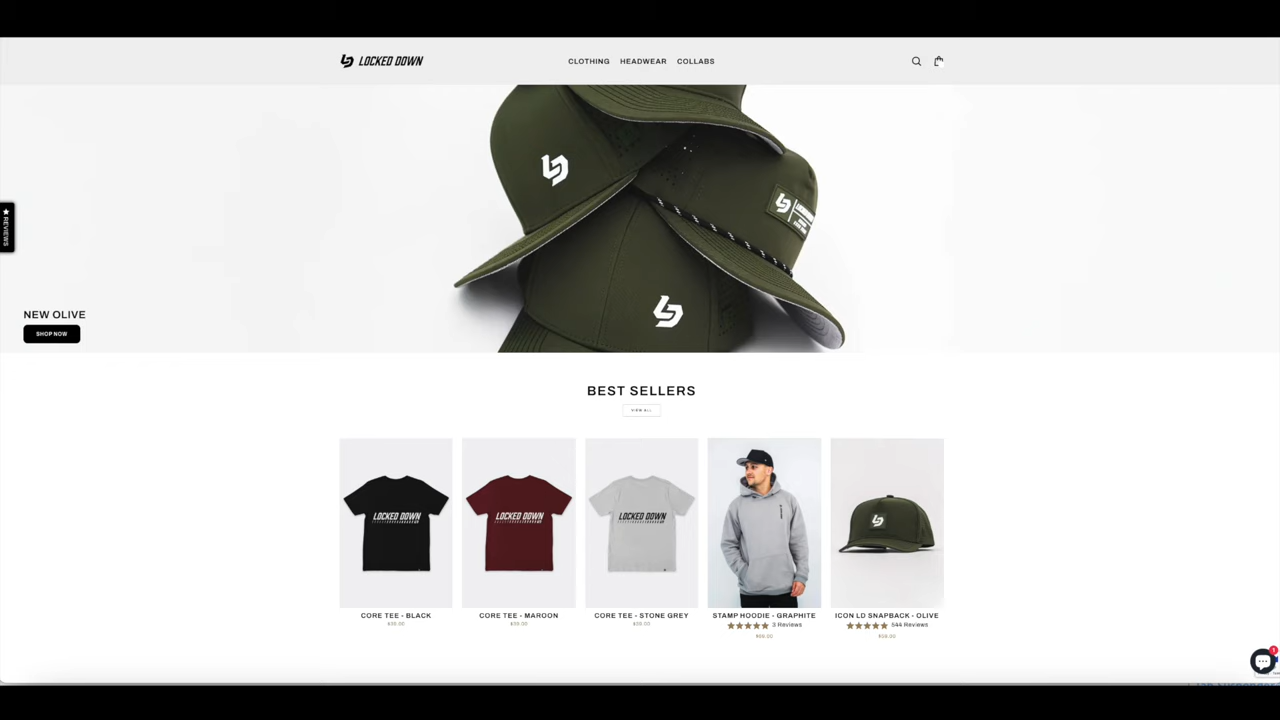 LOCKED DOWN
CLOTHING HEADWEAR COLLABS
REVIEWS
NEW OLIVE
SHOP NOW
BEST SELLERS
VIEW ALL
LOCKED DOWN
LOCKED DOWN
LOCKED DOWN
CORE TEE - BLACK
CORE TEE - MAROON
CORE TEE - STONE GREY
STAMP HOODIE - GRAPHITE
3 Reviews
ICON LD SNAPBACK - OLIVE
544 Reviews
1